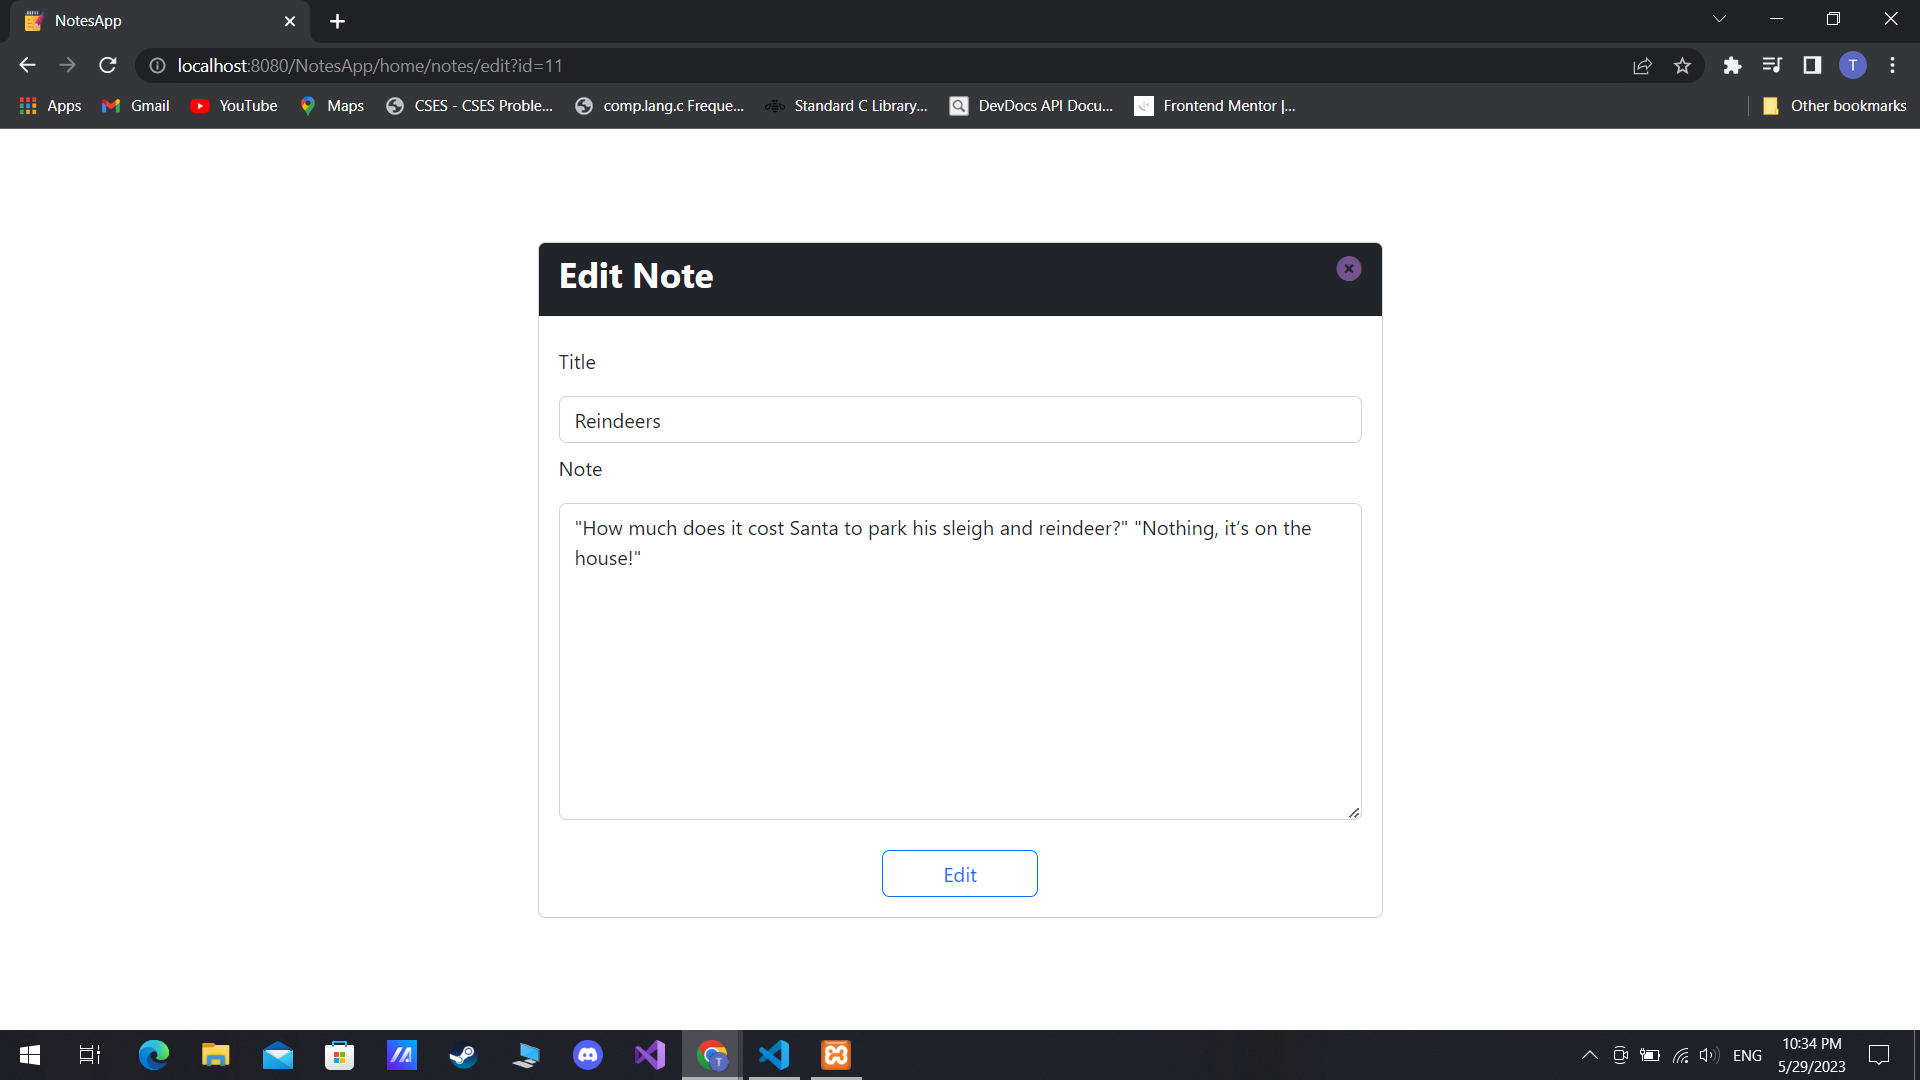 NotesApp
localhost:8080/NotesApp/home/notes/edit?id=11
T
Apps Gmail YouTube Maps CSES - CSES Proble... comp.lang.c Freque... Standard C Library... DevDocs API Docu... Frontend Mentor |... Other bookmarks
Edit Note
Title
Reindeers
Note
"How much does it cost Santa to park his sleigh and reindeer?" "Nothing, it’s on the
house!"
Edit
T
ENG
10:34 PM
5/29/2023